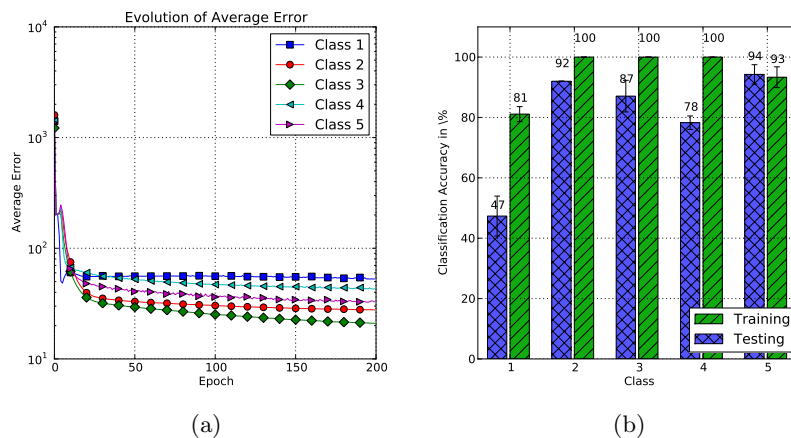 Evolution of Average Error
10^4
10^3
10^2
10^1
Average Error
0 50 100 150 200
Epoch
Class 1
Class 2
Class 3
Class 4
Class 5
(a)
100
80
60
40
20
0
Classification Accuracy in \%
47 81
92 100
87 100
78 100
94 93
1 2 3 4 5
Class
Training
Testing
(b)